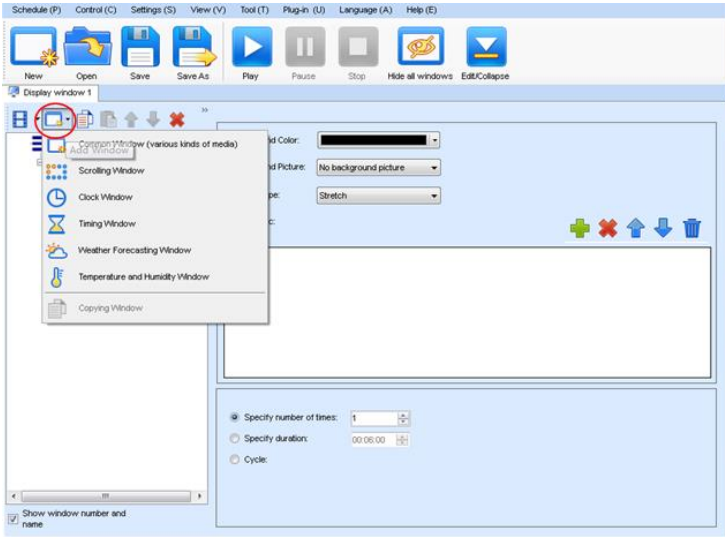 Schedule (P) Control (C) Settings (S) View (V) Tool (T) Plug-in (U) Language (A) Help (E)
New Open Save Save As Play Pause Stop Hide all windows Edit/Collapse
Display window 1
Common Window (various kinds of media)
Add Window
Scrolling Window
Clock Window
Timing Window
Weather Forecasting Window
Temperature and Humidity Window
Copying Window
Color:
Picture: No background picture
Stretch
Specify number of times: 1
Specify duration: 00:06:00
Cycle:
Show window number and
name